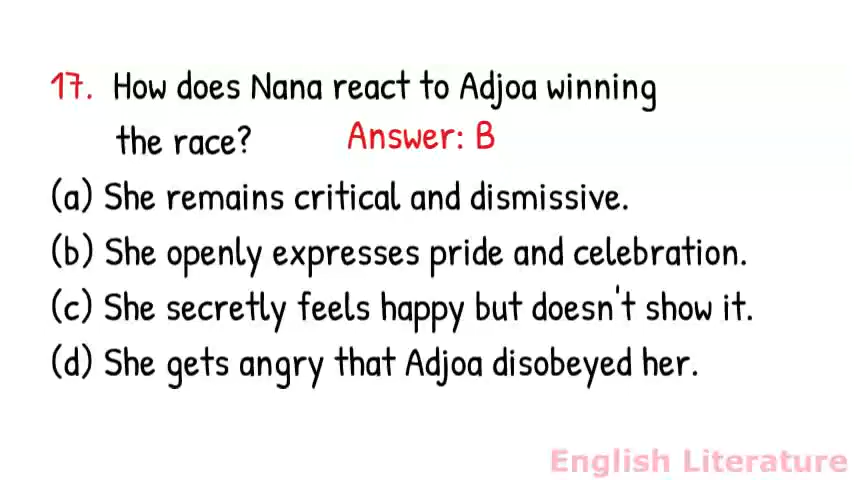 17. How does Nana react to Adjoa winning
the race? Answer: B
(a) She remains critical and dismissive.
(b) She openly expresses pride and celebration.
(c) She secretly feels happy but doesn't show it.
(d) She gets angry that Adjoa disobeyed her.
English Literature